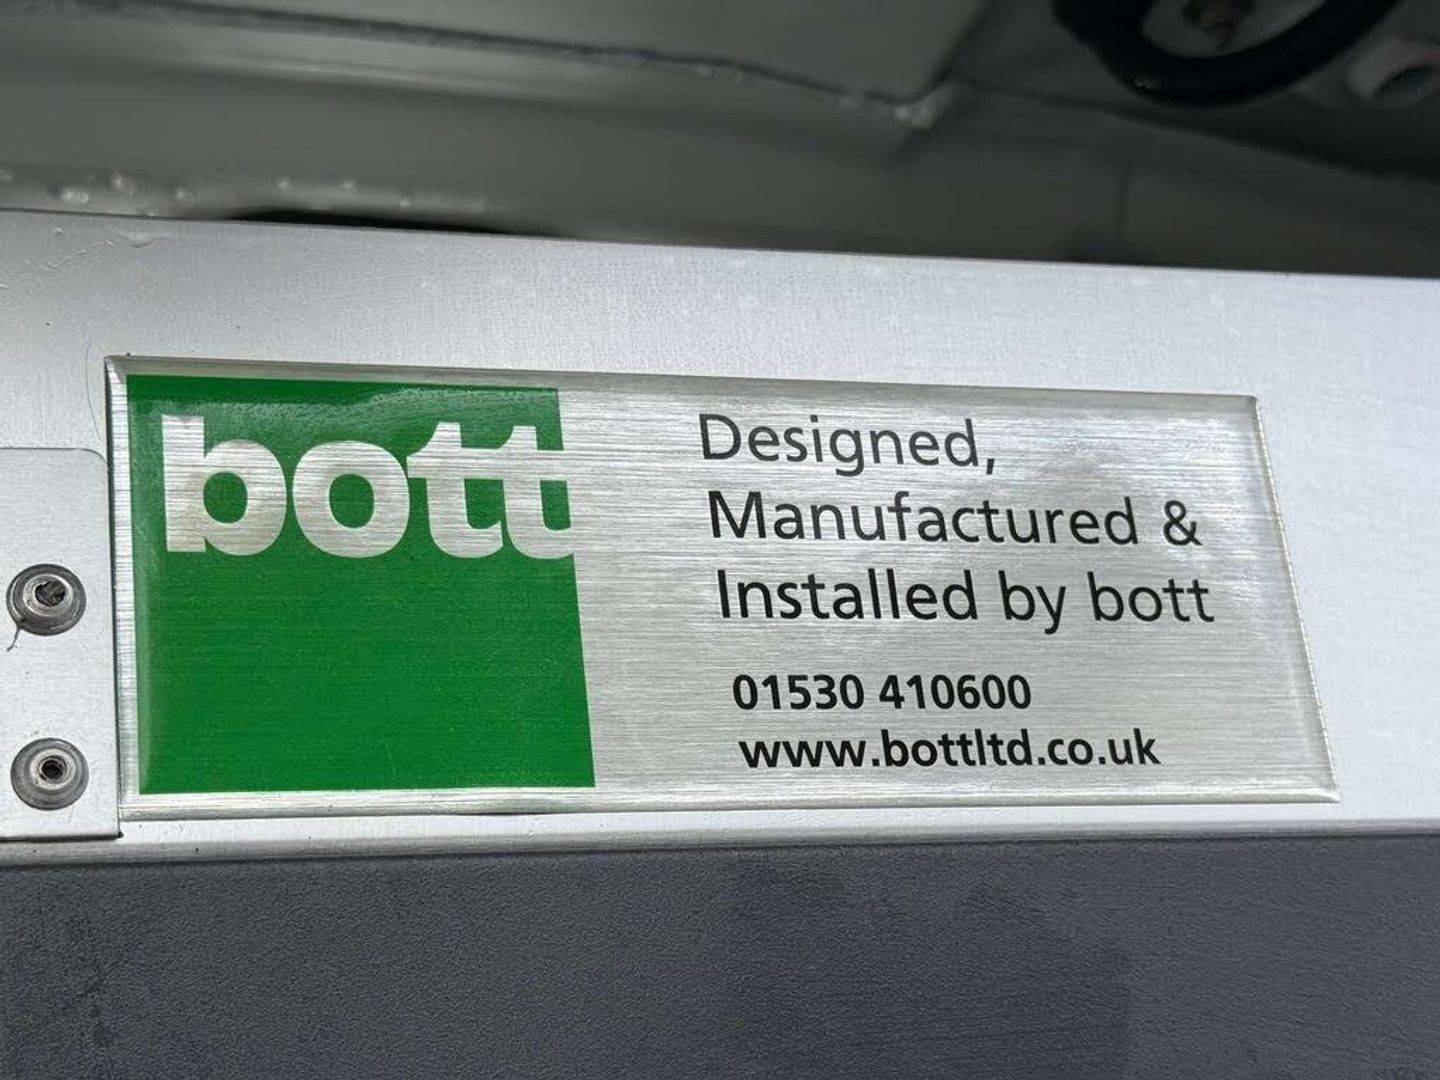 bott
Designed,
Manufactured &
Installed by bott
01530 410600
www.bottltd.co.uk